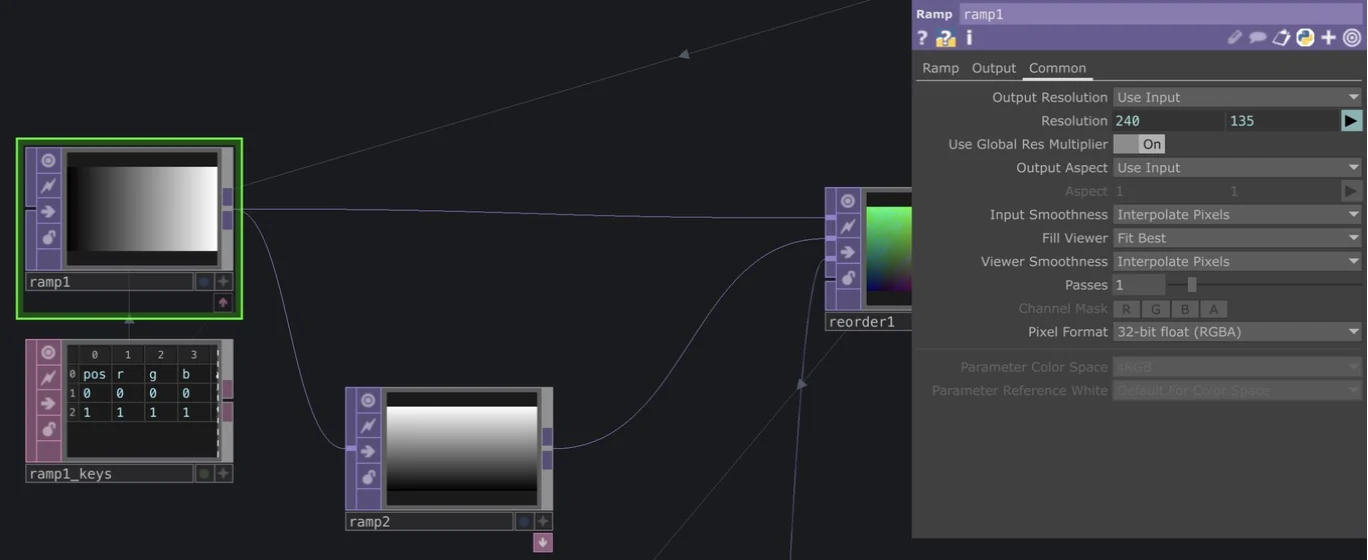 Ramp ramp1
? ? i
Ramp Output Common
Output Resolution Use Input
Resolution 240 135
Use Global Res Multiplier On
Output Aspect Use Input
Aspect 1 1
Input Smoothness Interpolate Pixels
Fill Viewer Fit Best
Viewer Smoothness Interpolate Pixels
Passes 1
Channel Mask R G B A
Pixel Format 32-bit float (RGBA)
Parameter Color Space sRGB
Parameter Reference White Default For Color Space
ramp1
0 1 2 3
0 pos r g b
1 0 0 0 0
2 1 1 1 1
ramp1_keys
ramp2
reorder1